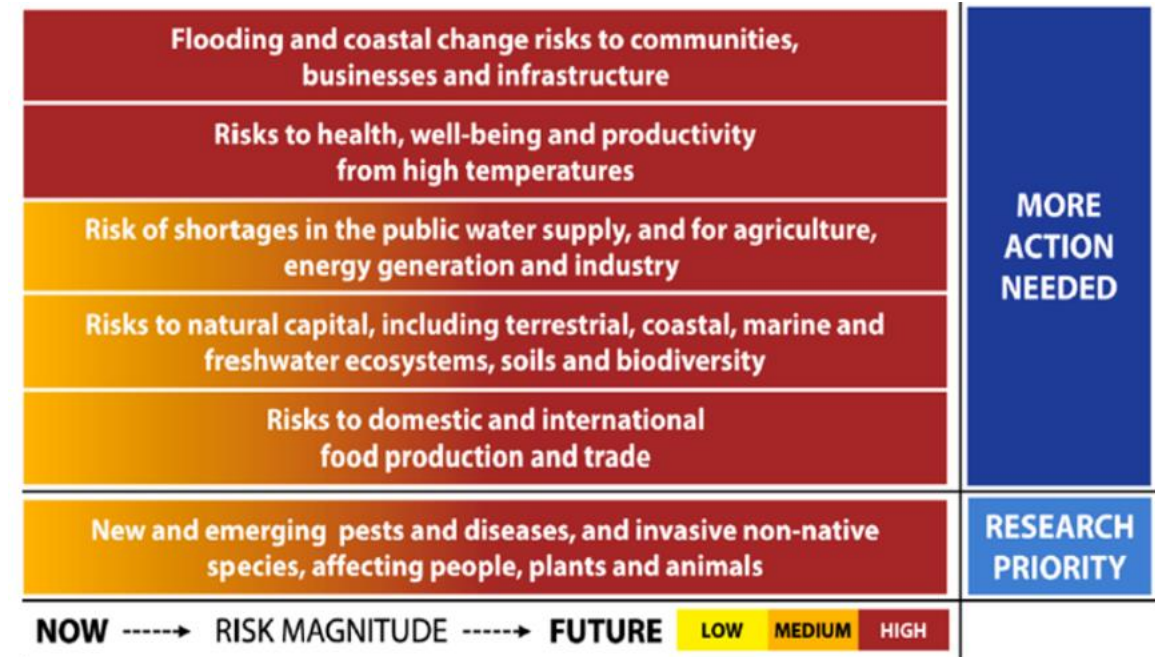 Flooding and coastal change risks to communities,
businesses and infrastructure
Risks to health, well-being and productivity
from high temperatures
Risk of shortages in the public water supply, and for agriculture,
energy generation and industry
Risks to natural capital, including terrestrial, coastal, marine and
freshwater ecosystems, soils and biodiversity
Risks to domestic and international
food production and trade
MORE
ACTION
NEEDED
New and emerging pests and diseases, and invasive non-native
species, affecting people, plants and animals
RESEARCH
PRIORITY
NOW -----→ RISK MAGNITUDE -----→ FUTURE LOW MEDIUM HIGH